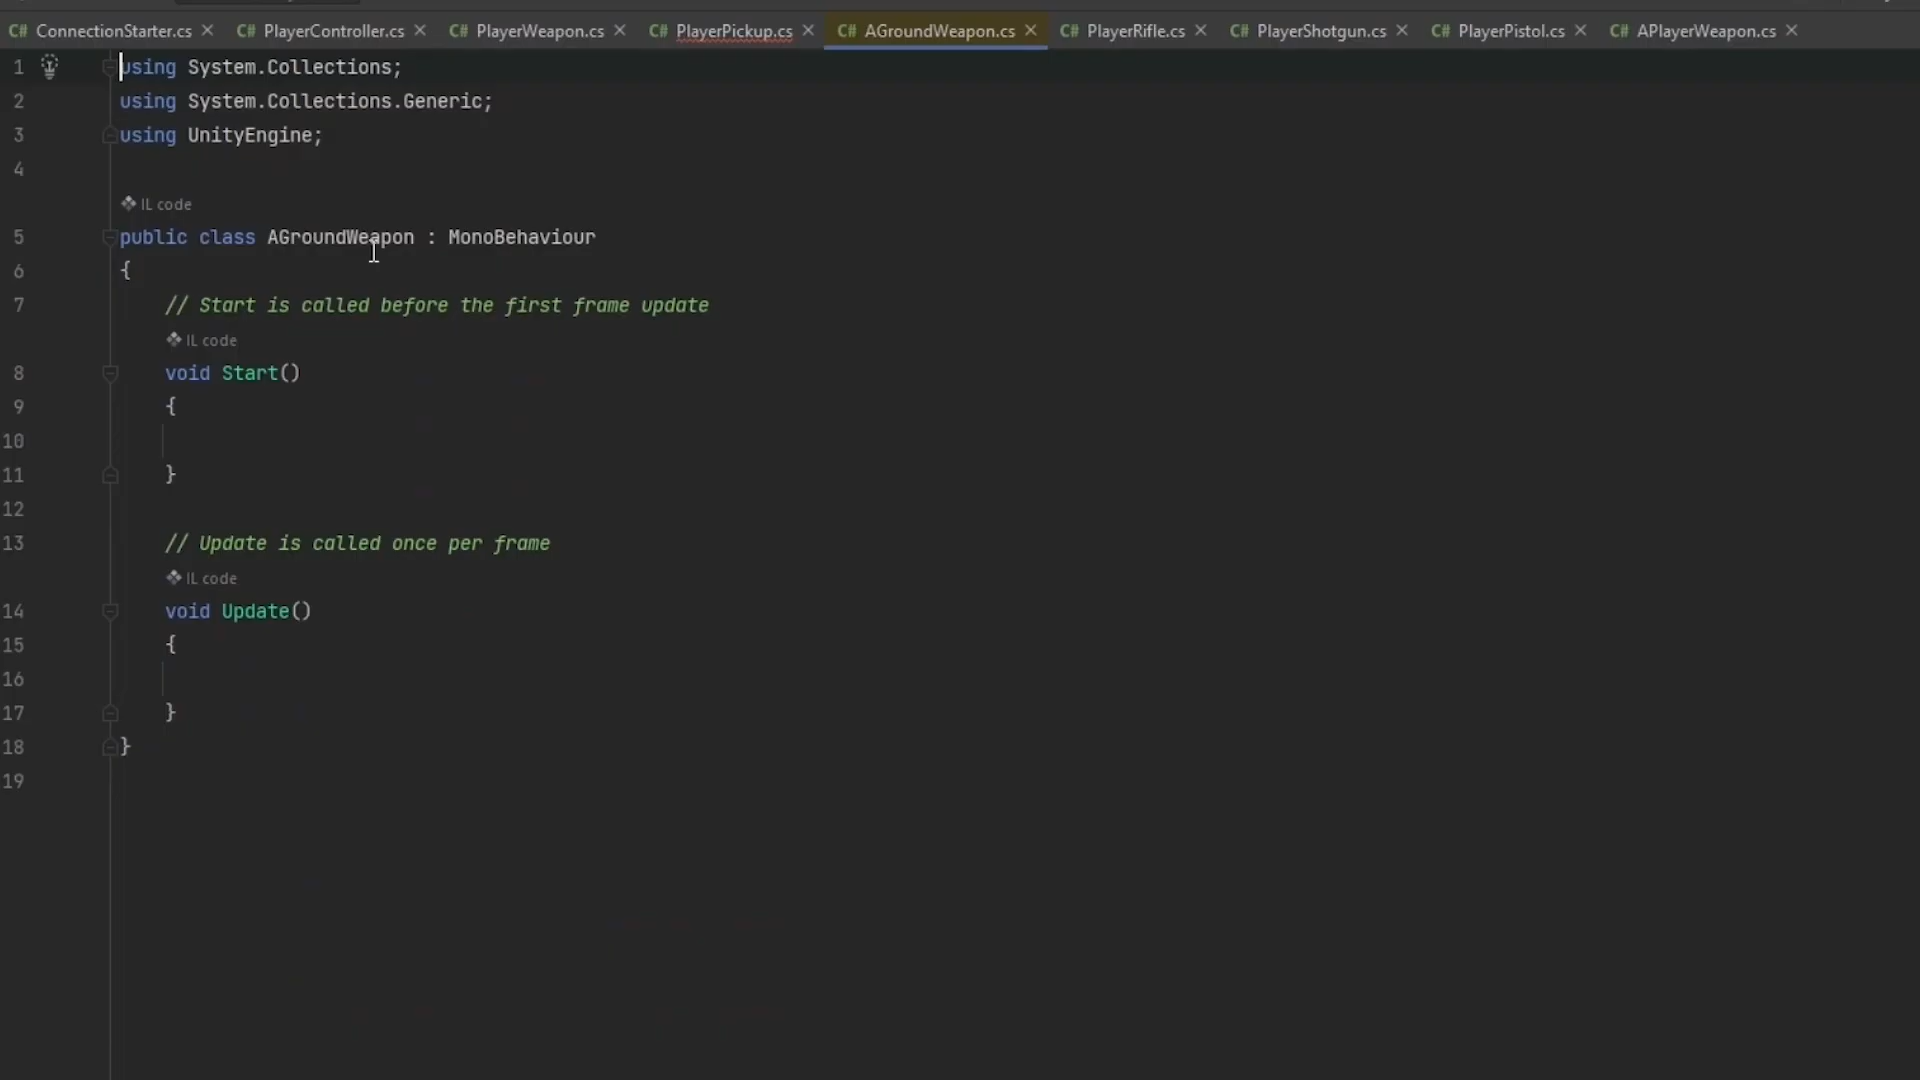 C# ConnectionStarter.cs C# PlayerController.cs C# PlayerWeapon.cs C# PlayerPickup.cs C# AGroundWeapon.cs C# PlayerRifle.cs C# PlayerShotgun.cs C# PlayerPistol.cs C# APlayerWeapon.cs
1 using System.Collections;
2 using System.Collections.Generic;
3 using UnityEngine;
4
IL code
5 public class AGroundWeapon : MonoBehaviour
6 {
7 // Start is called before the first frame update
IL code
8 void Start()
9 {
10
11 }
12
13 // Update is called once per frame
IL code
14 void Update()
15 {
16
17 }
18 }
19